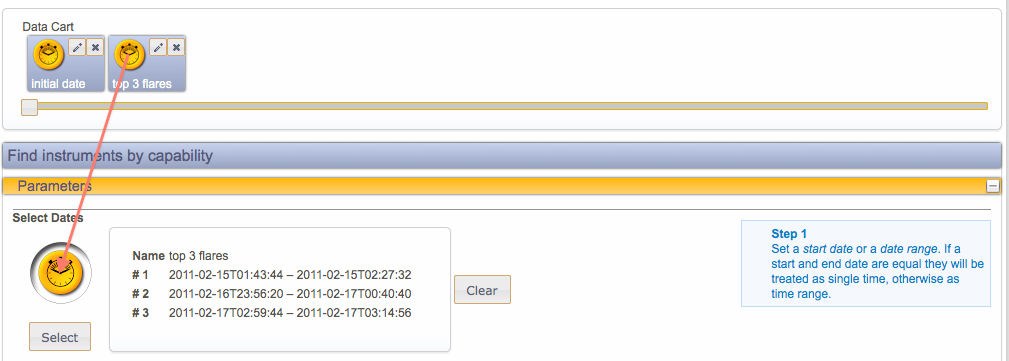 Data Cart
initial date
top 3 flares
Find instruments by capability
Parameters
Select Dates
Name top 3 flares
# 1 2011-02-15T01:43:44 – 2011-02-15T02:27:32
# 2 2011-02-16T23:56:20 – 2011-02-17T00:40:40
# 3 2011-02-17T02:59:44 – 2011-02-17T03:14:56
Clear
Select
Step 1
Set a start date or a date range. If a
start and end date are equal they will be
treated as single time, otherwise as
time range.